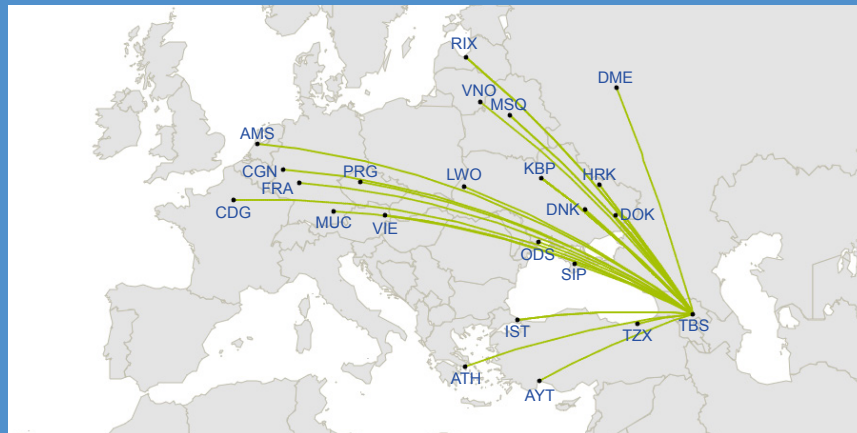 RIX
DME
VNO
MSQ
AMS
CGN
FRA
PRG
LWO
KBP
HRK
CDG
MUC
VIE
DNK
DOK
ODS
SIP
IST
TZX
TBS
ATH
AYT